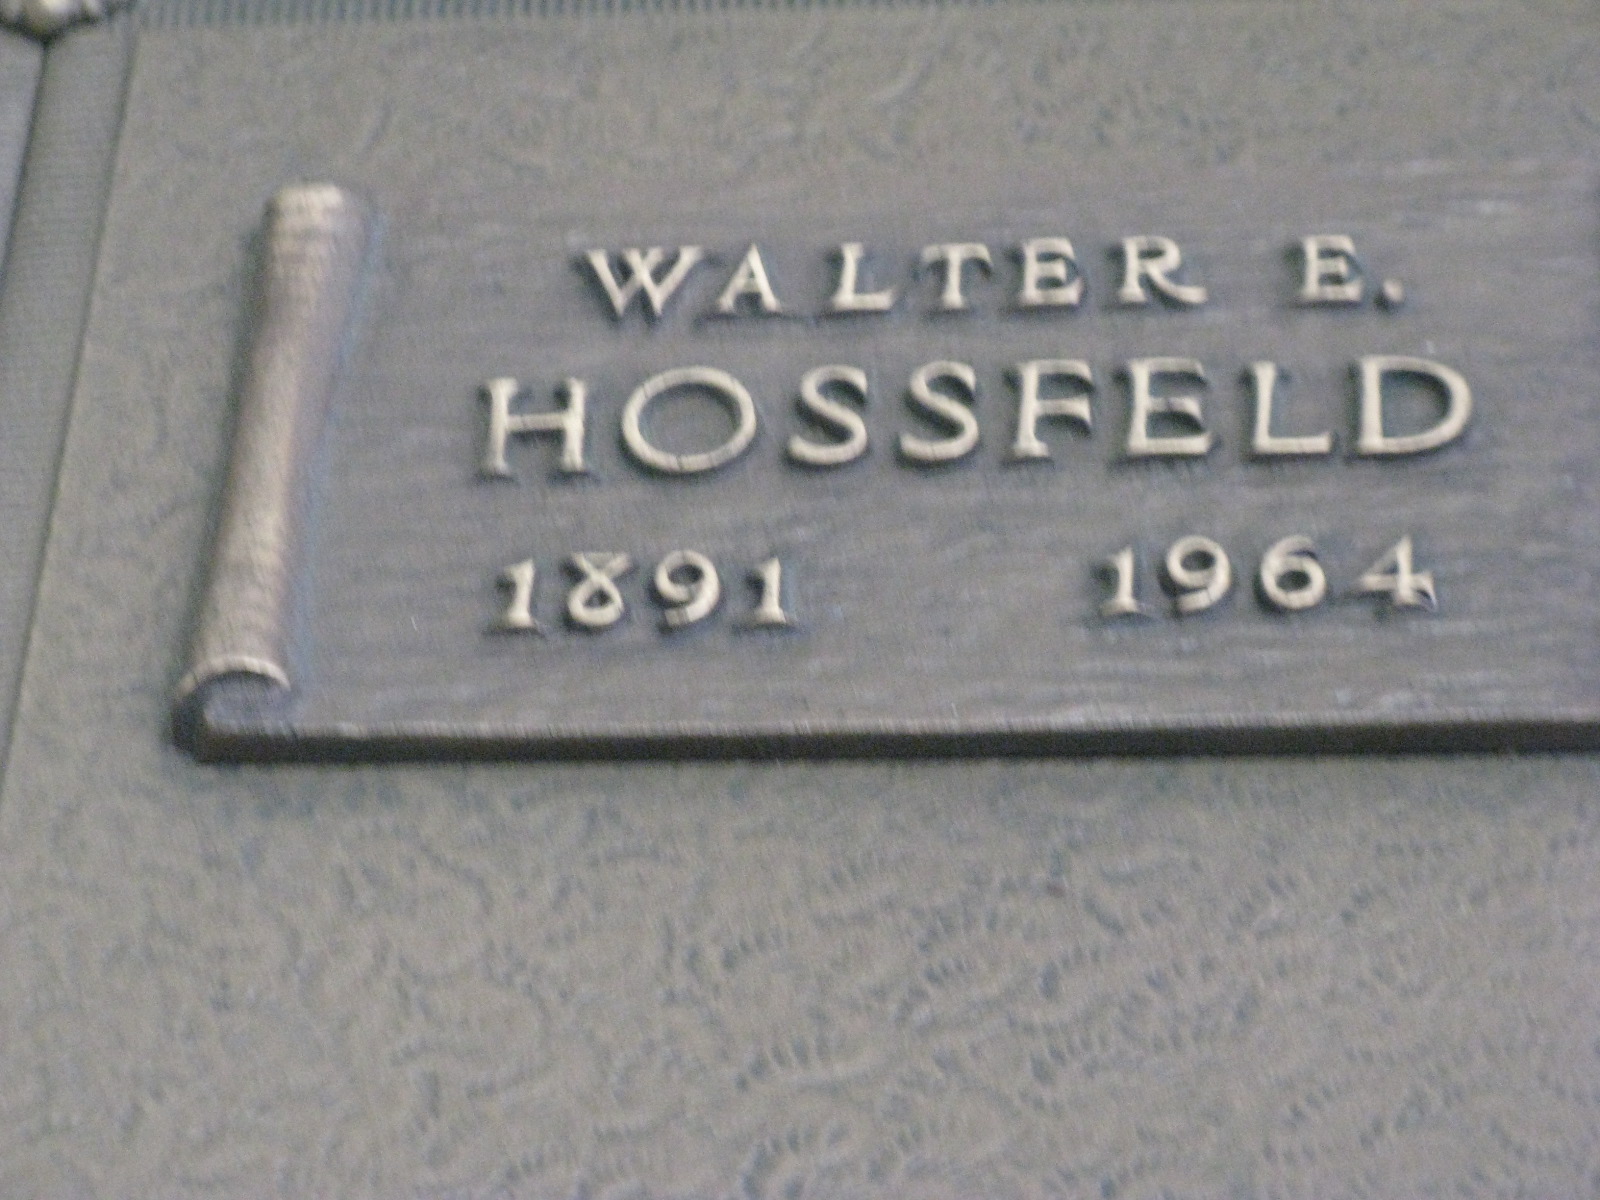 WALTER E.
HOSSFELD
1891 1964